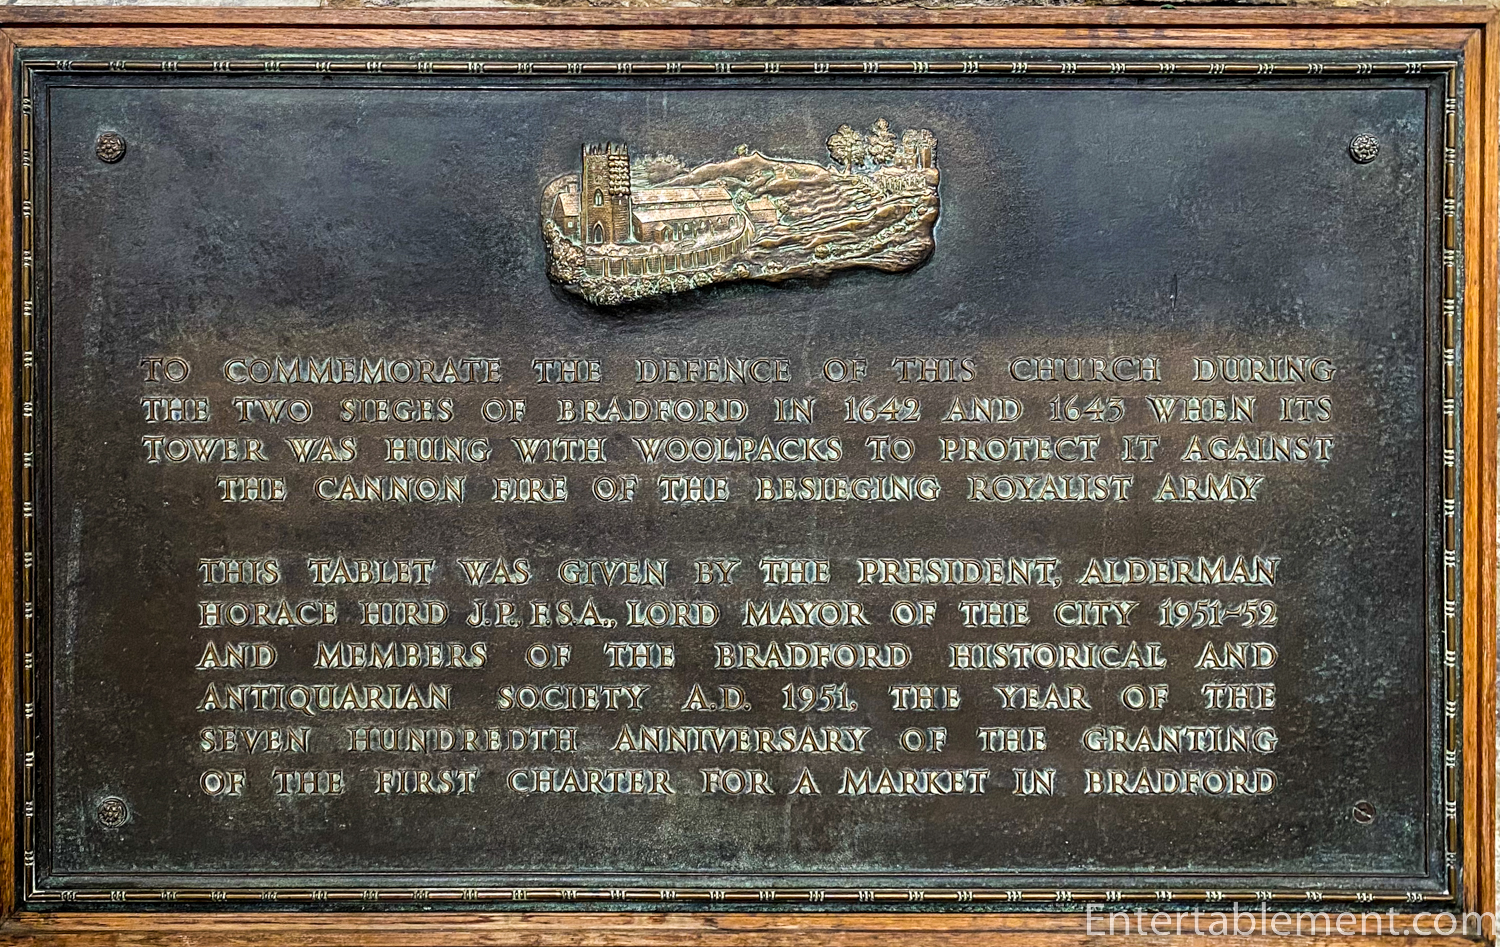 TO COMMEMORATE THE DEFENCE OF THIS CHURCH DURING
THE TWO SIEGES OF BRADFORD IN 1642 AND 1643 WHEN ITS
TOWER WAS HUNG WITH WOOLPACKS TO PROTECT IT AGAINST
THE CANNON FIRE OF THE BESIEGING ROYALIST ARMY
THIS TABLET WAS GIVEN BY THE PRESIDENT, ALDERMAN
HORACE HIRD J.P. F.S.A., LORD MAYOR OF THE CITY 1951-52
AND MEMBERS OF THE BRADFORD HISTORICAL AND
ANTIQUARIAN SOCIETY A.D. 1951, THE YEAR OF THE
SEVEN HUNDREDTH ANNIVERSARY OF THE GRANTING
OF THE FIRST CHARTER FOR A MARKET IN BRADFORD
Entertablement.com